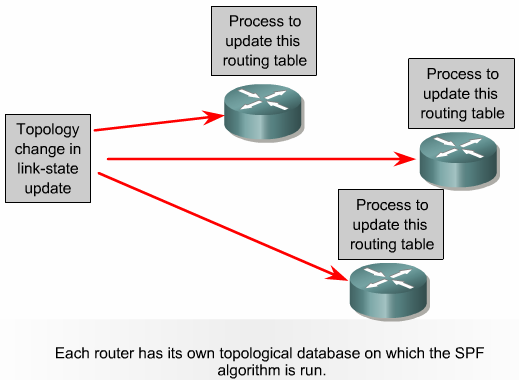 Process to
update this
routing table
Process to
update this
routing table
Topology
change in
link-state
update
Process to
update this
routing table
Each router has its own topological database on which the SPF
algorithm is run.